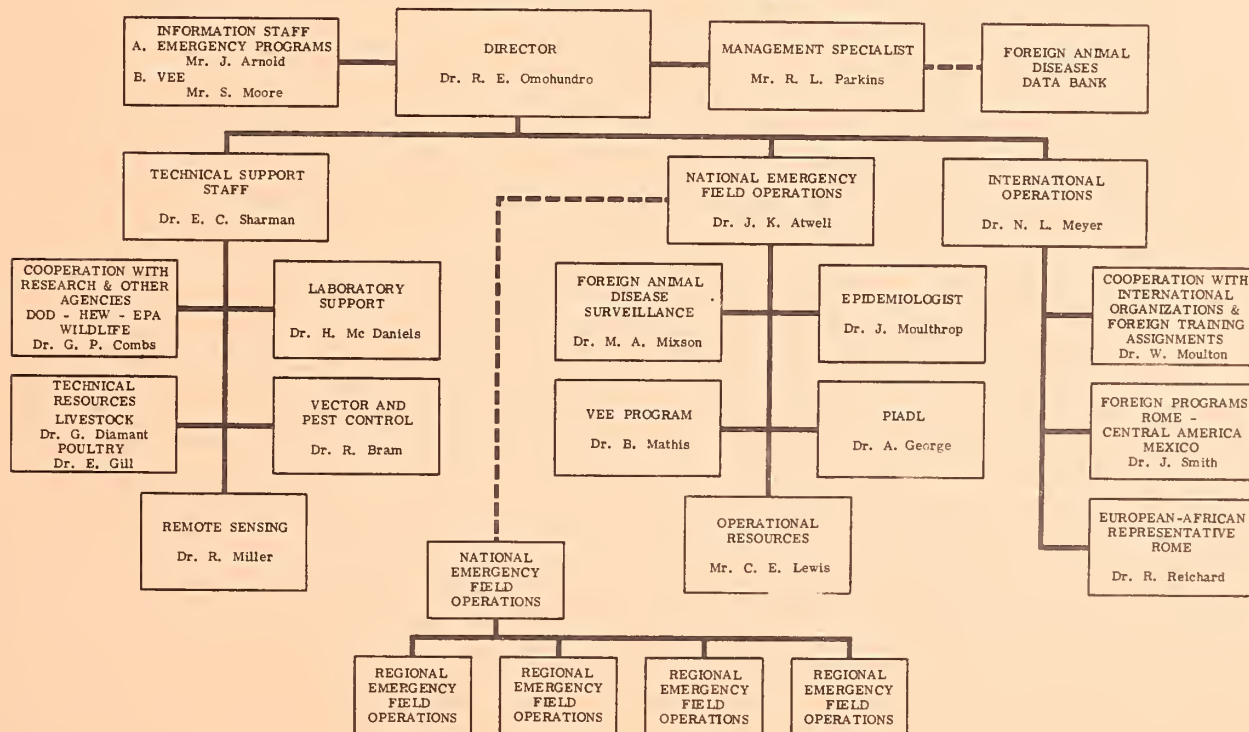 INFORMATION STAFF
A. EMERGENCY PROGRAMS
Mr. J. Arnold
B. VEE
Mr. S. Moore
DIRECTOR
Dr. R. E. Omohundro
MANAGEMENT SPECIALIST
Mr. R. L. Parkins
FOREIGN ANIMAL
DISEASES
DATA BANK
TECHNICAL SUPPORT
STAFF
Dr. E. C. Sharman
NATIONAL EMERGENCY
FIELD OPERATIONS
Dr. J. K. Atwell
INTERNATIONAL
OPERATIONS
Dr. N. L. Meyer
COOPERATION WITH
RESEARCH & OTHER
AGENCIES
DOD - HEW - EPA
WILDLIFE
Dr. G. P. Combs
LABORATORY
SUPPORT
Dr. H. Mc Daniels
FOREIGN ANIMAL
DISEASE
SURVEILLANCE
Dr. M. A. Mixson
EPIDEMIOLOGIST
Dr. J. Moulthrop
COOPERATION WITH
INTERNATIONAL
ORGANIZATIONS &
FOREIGN TRAINING
ASSIGNMENTS
Dr. W. Moulton
TECHNICAL
RESOURCES
LIVESTOCK
Dr. G. Diamant
POULTRY
Dr. E. Gill
VECTOR AND
PEST CONTROL
Dr. R. Bram
VEE PROGRAM
Dr. B. Mathis
PIADL
Dr. A. George
FOREIGN PROGRAMS
ROME -
CENTRAL AMERICA
MEXICO
Dr. J. Smith
REMOTE SENSING
Dr. R. Miller
OPERATIONAL
RESOURCES
Mr. C. E. Lewis
EUROPEAN-AFRICAN
REPRESENTATIVE
ROME
Dr. R. Reichard
NATIONAL
EMERGENCY
FIELD
OPERATIONS
REGIONAL
EMERGENCY
FIELD
OPERATIONS
REGIONAL
EMERGENCY
FIELD
OPERATIONS
REGIONAL
EMERGENCY
FIELD
OPERATIONS
REGIONAL
EMERGENCY
FIELD
OPERATIONS